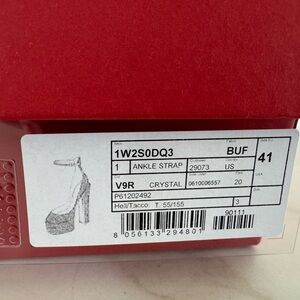 1W2S0DQ3 BUF
1 ANKLE STRAP 29073 US 41
V9R CRYSTAL 0610006557 20
P61202492
Heel/Tacco T. 55/155 3
90111
8 056133 294801